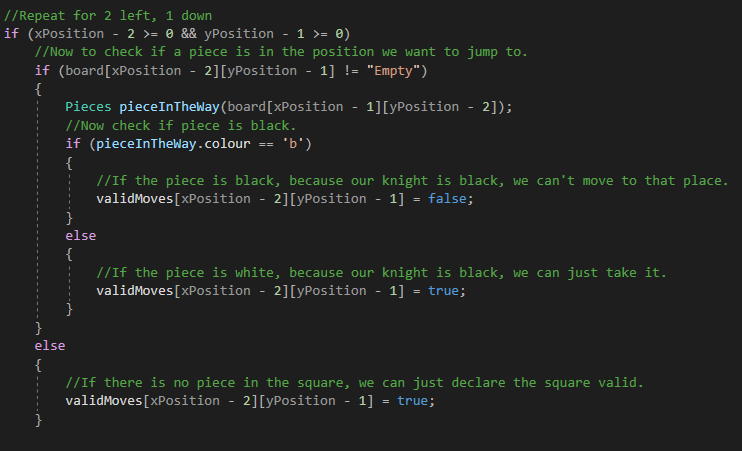 //Repeat for 2 left, 1 down
if (xPosition - 2 >= 0 && yPosition - 1 >= 0)
    //Now to check if a piece is in the position we want to jump to.
    if (board[xPosition - 2][yPosition - 1] != "Empty")
    {
        Pieces pieceInTheWay(board[xPosition - 1][yPosition - 2]);
        //Now check if piece is black.
        if (pieceInTheWay.colour == 'b')
        {
            //If the piece is black, because our knight is black, we can't move to that place.
            validMoves[xPosition - 2][yPosition - 1] = false;
        }
        else
        {
            //If the piece is white, because our knight is black, we can just take it.
            validMoves[xPosition - 2][yPosition - 1] = true;
        }
    }
    else
    {
        //If there is no piece in the square, we can just declare the square valid.
        validMoves[xPosition - 2][yPosition - 1] = true;
    }